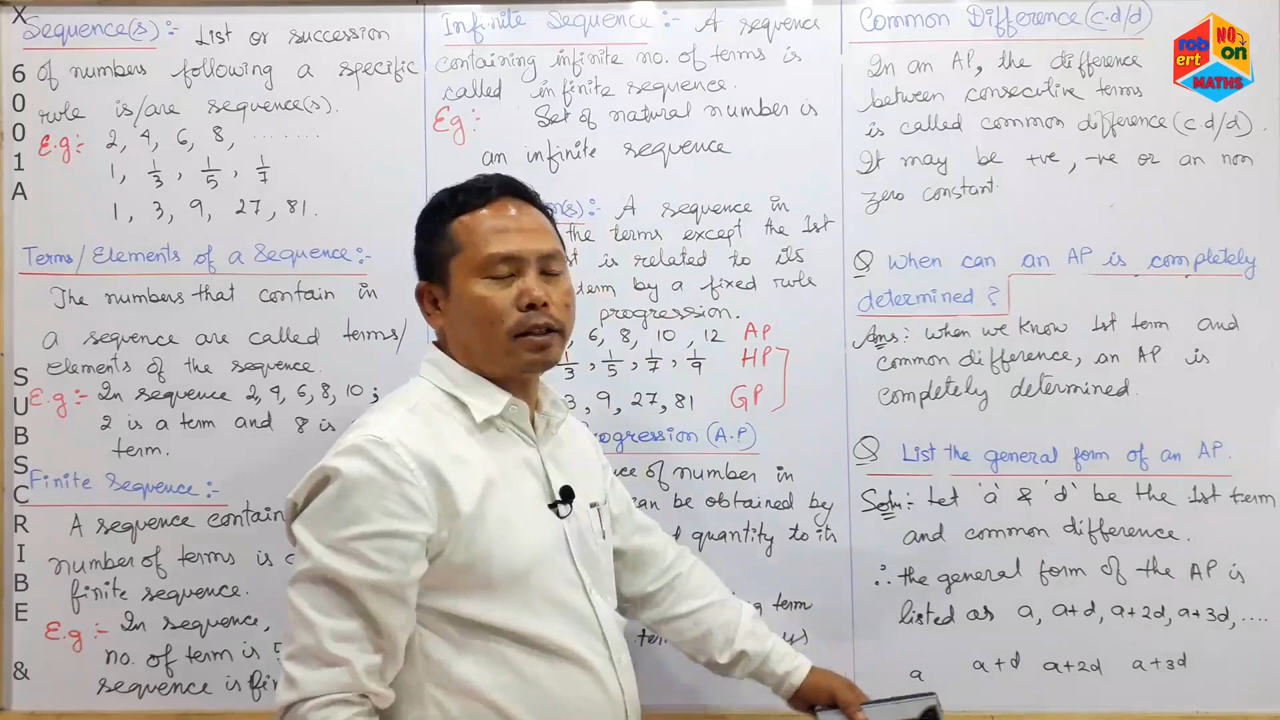 X
6
0
0
1
A
S
U
B
S
C
R
I
B
E
&
Sequence(s) :- List or succession
of numbers following a specific
rule is/are sequence(s).
E.g :- 2, 4, 6, 8, ........
1, 1/3, 1/5, 1/7
1, 3, 9, 27, 81.
Terms/Elements of a Sequence :-
The numbers that contain in
a sequence are called terms/
elements of the sequence.
E.g :- In sequence 2, 4, 6, 8, 10 ;
2 is a term and 8 is
term.
Finite Sequence :-
A sequence contain
number of terms is
finite sequence.
E.g :- In sequence,
no. of term is 5
sequence is fin
Infinite Sequence :- A sequence
containing infinite no. of terms is
called infinite sequence.
Eg :- Set of natural number is
an infinite sequence
n(s) :- A sequence in
the terms except the 1st
is related to its
term by a fixed rule
progression.
, 6, 8, 10, 12 AP
1/3, 1/5, 1/7, 1/9 HP
3, 9, 27, 81 GP
ogression (A.P)
ce of number in
can be obtained by
quantity to its
term
Common Difference (c.d/d)
In an AP, the difference
between consecutive terms
is called common difference (c.d/d).
It may be +ve, -ve or an non
zero constant.
Q When can an AP is completely
determined ?
Ans : When we know 1st term and
common difference, an AP is
completely determined.
Q List the general form of an AP.
Soln : Let 'a' & 'd' be the 1st term
and common difference.
∴ the general form of the AP is
listed as a, a+d, a+2d, a+3d, ....
a a+d a+2d a+3d
rob
ert
NO
on
MATHS